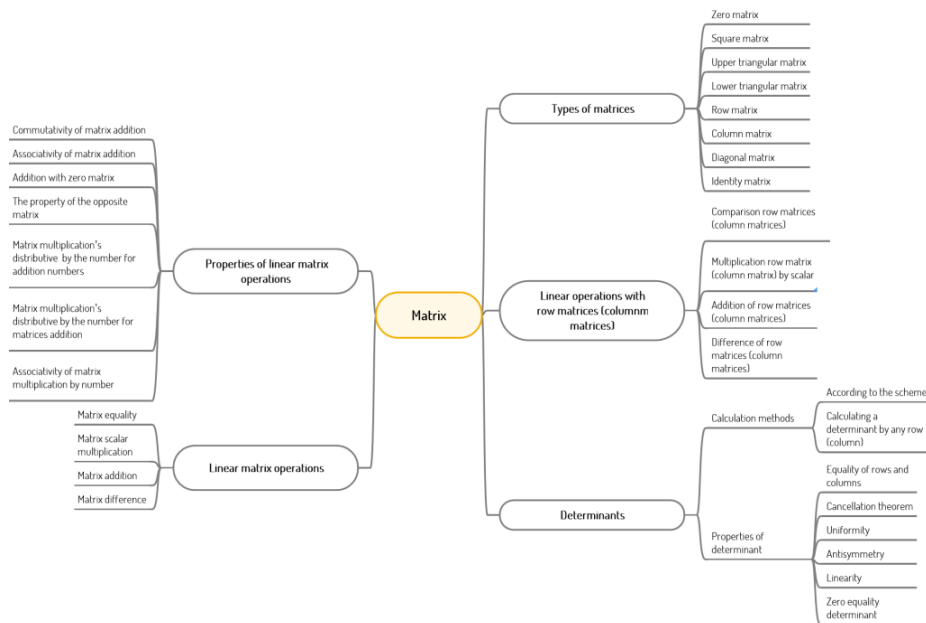 Matrix
Types of matrices
Zero matrix
Square matrix
Upper triangular matrix
Lower triangular matrix
Row matrix
Column matrix
Diagonal matrix
Identity matrix
Linear operations with
row matrices (columnm
matrices)
Comparison row matrices
(column matrices)
Multiplication row matrix
(column matrix) by scalar
Addition of row matrices
(column matrices)
Difference of row
matrices (column
matrices)
Determinants
Calculation methods
According to the scheme
Calculating a
determinant by any row
(column)
Properties of
determinant
Equality of rows and
columns
Cancellation theorem
Uniformity
Antisymmetry
Linearity
Zero equality
determinant
Properties of linear matrix
operations
Commutativity of matrix addition
Associativity of matrix addition
Addition with zero matrix
The property of the opposite
matrix
Matrix multiplication's
distributive by the number for
addition numbers
Matrix multiplication's
distributive by the number for
matrices addition
Associativity of matrix
multiplication by number
Linear matrix operations
Matrix equality
Matrix scalar
multiplication
Matrix addition
Matrix difference